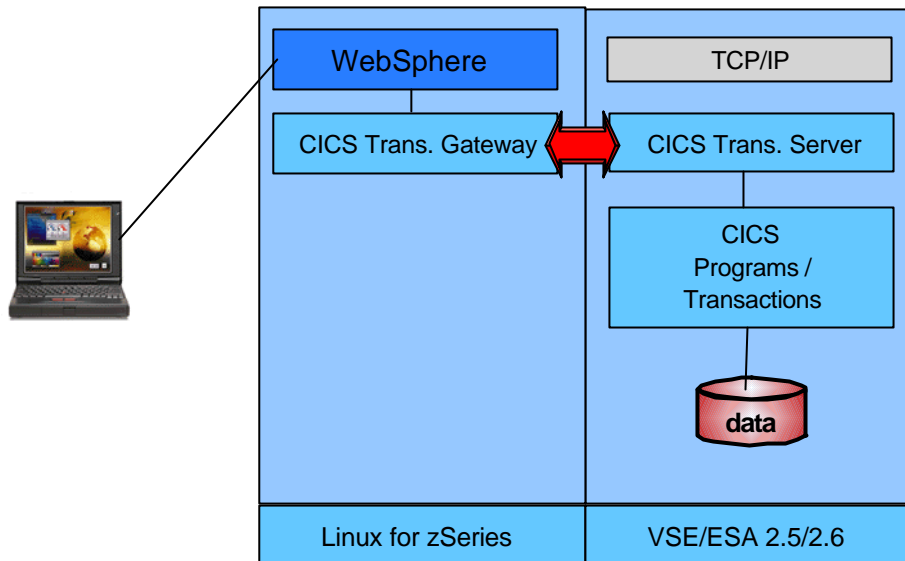 WebSphere
TCP/IP
CICS Trans. Gateway
CICS Trans. Server
CICS
Programs /
Transactions
data
Linux for zSeries
VSE/ESA 2.5/2.6